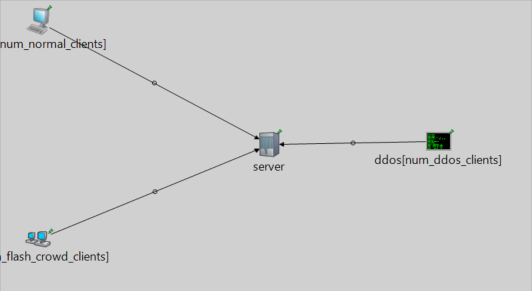 num_normal_clients]
server
ddos[num_ddos_clients]
_flash_crowd_clients]